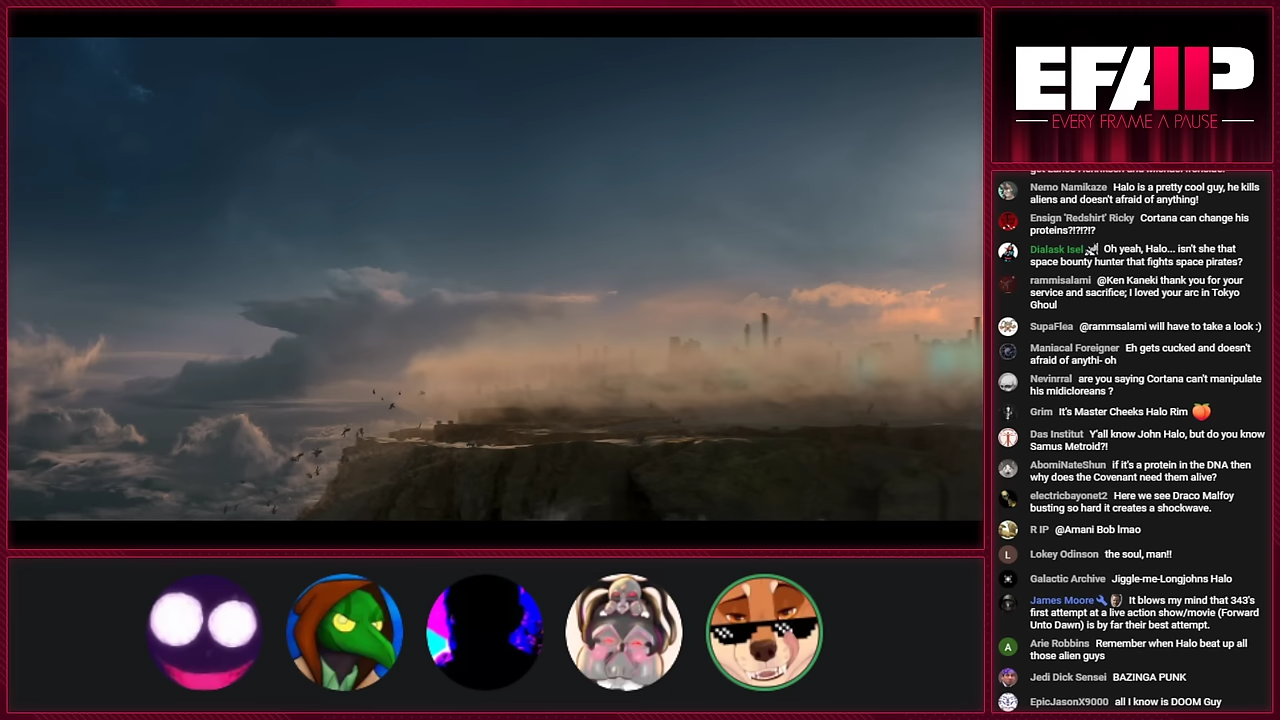 EFAP
EVERY FRAME A PAUSE
Nemo Namikaze Halo is a pretty cool guy, he kills
aliens and doesn't afraid of anything!
Ensign 'Redshirt' Ricky Cortana can change his
proteins?!?!?!?
Dialask Isel Oh yeah, Halo... isn't she that
space bounty hunter that fights space pirates?
rammisalami @Ken Kaneki thank you for your
service and sacrifice; I loved your arc in Tokyo
Ghoul
SupaFlea @rammsalami will have to take a look :)
Maniacal Foreigner Eh gets cucked and doesn't
afraid of anythi- oh
Nevinrral are you saying Cortana can't manipulate
his midicloreans ?
Grim It's Master Cheeks Halo Rim 🍑
Das Institut Y'all know John Halo, but do you know
Samus Metroid?!
AbomiNateShun if it's a protein in the DNA then
why does the Covenant need them alive?
electricbayonet2 Here we see Draco Malfoy
busting so hard it creates a shockwave.
R IP @Amani Bob lmao
L
Lokey Odinson the soul, man!!
Galactic Archive Jiggle-me-Longjohns Halo
James Moore It blows my mind that 343's
first attempt at a live action show/movie (Forward
Unto Dawn) is by far their best attempt.
A
Arie Robbins Remember when Halo beat up all
those alien guys
Jedi Dick Sensei BAZINGA PUNK
EpicJasonX9000 all I know is DOOM Guy